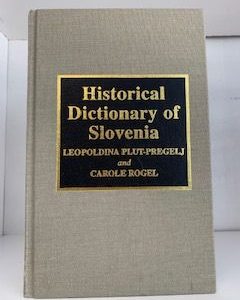 Historical
Dictionary of
Slovenia
LEOPOLDINA PLUT-PREGELJ
and
CAROLE ROGEL